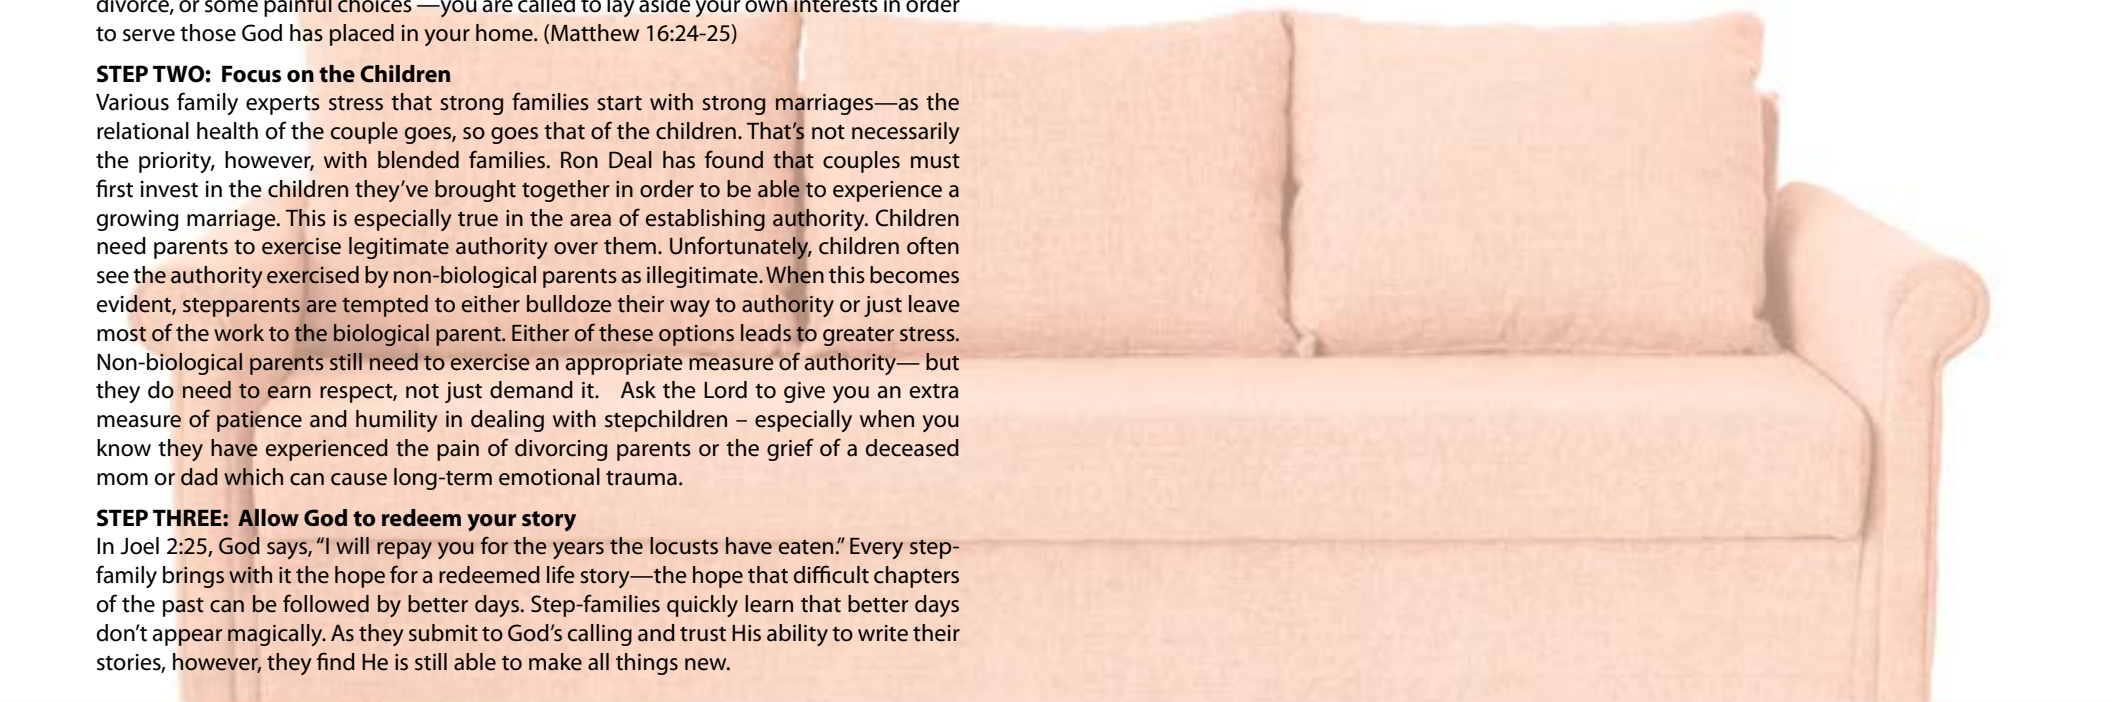 divorce, or some painful choices —you are called to lay aside your own interests in order
to serve those God has placed in your home. (Matthew 16:24-25)
STEP TWO:  Focus on the Children
Various family experts stress that strong families start with strong marriages—as the
relational health of the couple goes, so goes that of the children. That’s not necessarily
the priority, however, with blended families. Ron Deal has found that couples must
first invest in the children they’ve brought together in order to be able to experience a
growing marriage. This is especially true in the area of establishing authority. Children
need parents to exercise legitimate authority over them. Unfortunately, children often
see the authority exercised by non-biological parents as illegitimate. When this becomes
evident, stepparents are tempted to either bulldoze their way to authority or just leave
most of the work to the biological parent. Either of these options leads to greater stress.
Non-biological parents still need to exercise an appropriate measure of authority— but
they do need to earn respect, not just demand it.   Ask the Lord to give you an extra
measure of patience and humility in dealing with stepchildren – especially when you
know they have experienced the pain of divorcing parents or the grief of a deceased
mom or dad which can cause long-term emotional trauma.
STEP THREE:  Allow God to redeem your story
In Joel 2:25, God says, “I will repay you for the years the locusts have eaten.” Every step-
family brings with it the hope for a redeemed life story—the hope that difficult chapters
of the past can be followed by better days. Step-families quickly learn that better days
don’t appear magically. As they submit to God’s calling and trust His ability to write their
stories, however, they find He is still able to make all things new.